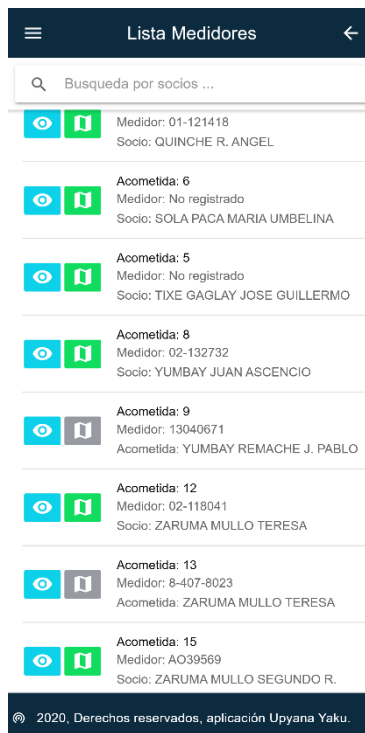 Lista Medidores
Busqueda por socios ...
Medidor: 01-121418
Socio: QUINCHE R. ANGEL
Acometida: 6
Medidor: No registrado
Socio: SOLA PACA MARIA UMBELINA
Acometida: 5
Medidor: No registrado
Socio: TIXE GAGLAY JOSE GUILLERMO
Acometida: 8
Medidor: 02-132732
Socio: YUMBAY JUAN ASCENCIO
Acometida: 9
Medidor: 13040671
Acometida: YUMBAY REMACHE J. PABLO
Acometida: 12
Medidor: 02-118041
Socio: ZARUMA MULLO TERESA
Acometida: 13
Medidor: 8-407-8023
Acometida: ZARUMA MULLO TERESA
Acometida: 15
Medidor: AO39569
Socio: ZARUMA MULLO SEGUNDO R.
2020, Derechos reservados, aplicación Upyana Yaku.